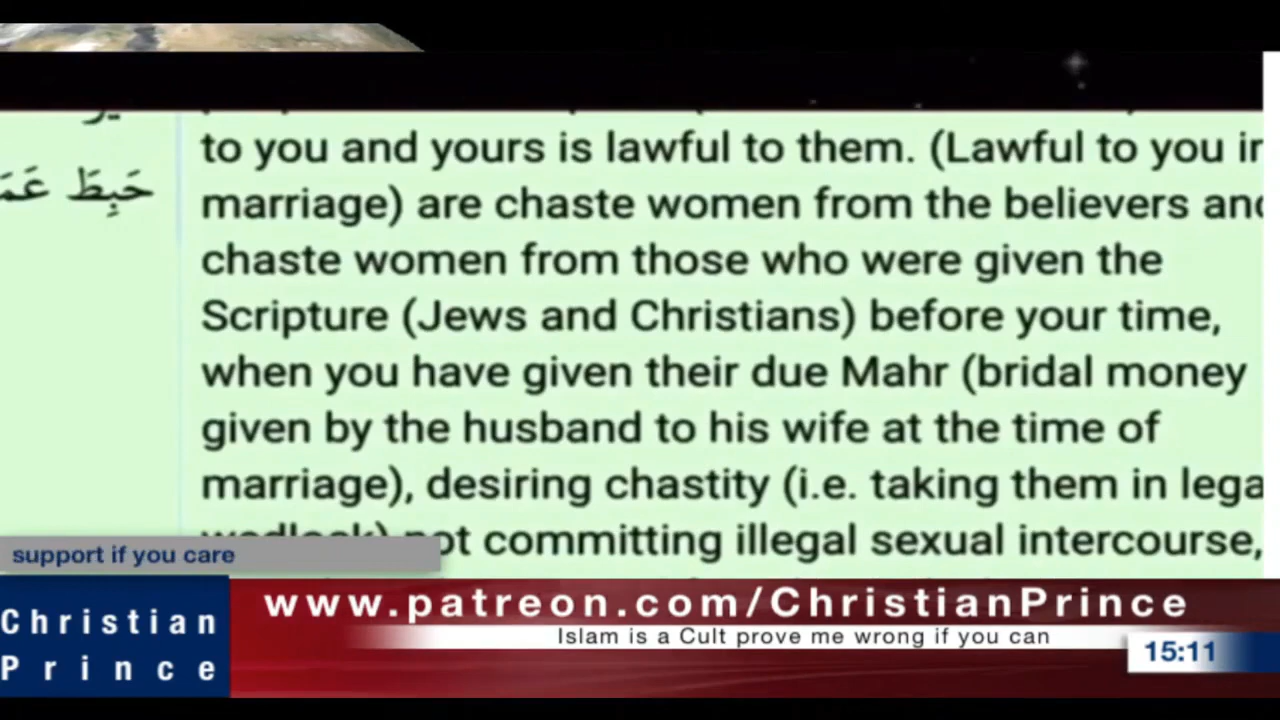 to you and yours is lawful to them. (Lawful to you in
حَبِطَ
marriage) are chaste women from the believers and
chaste women from those who were given the
Scripture (Jews and Christians) before your time,
when you have given their due Mahr (bridal money
given by the husband to his wife at the time of
marriage), desiring chastity (i.e. taking them in lega
not committing illegal sexual intercourse,
support if you care
Christian
Prince
www.patreon.com/ChristianPrince
Islam is a Cult prove me wrong if you can
15:11